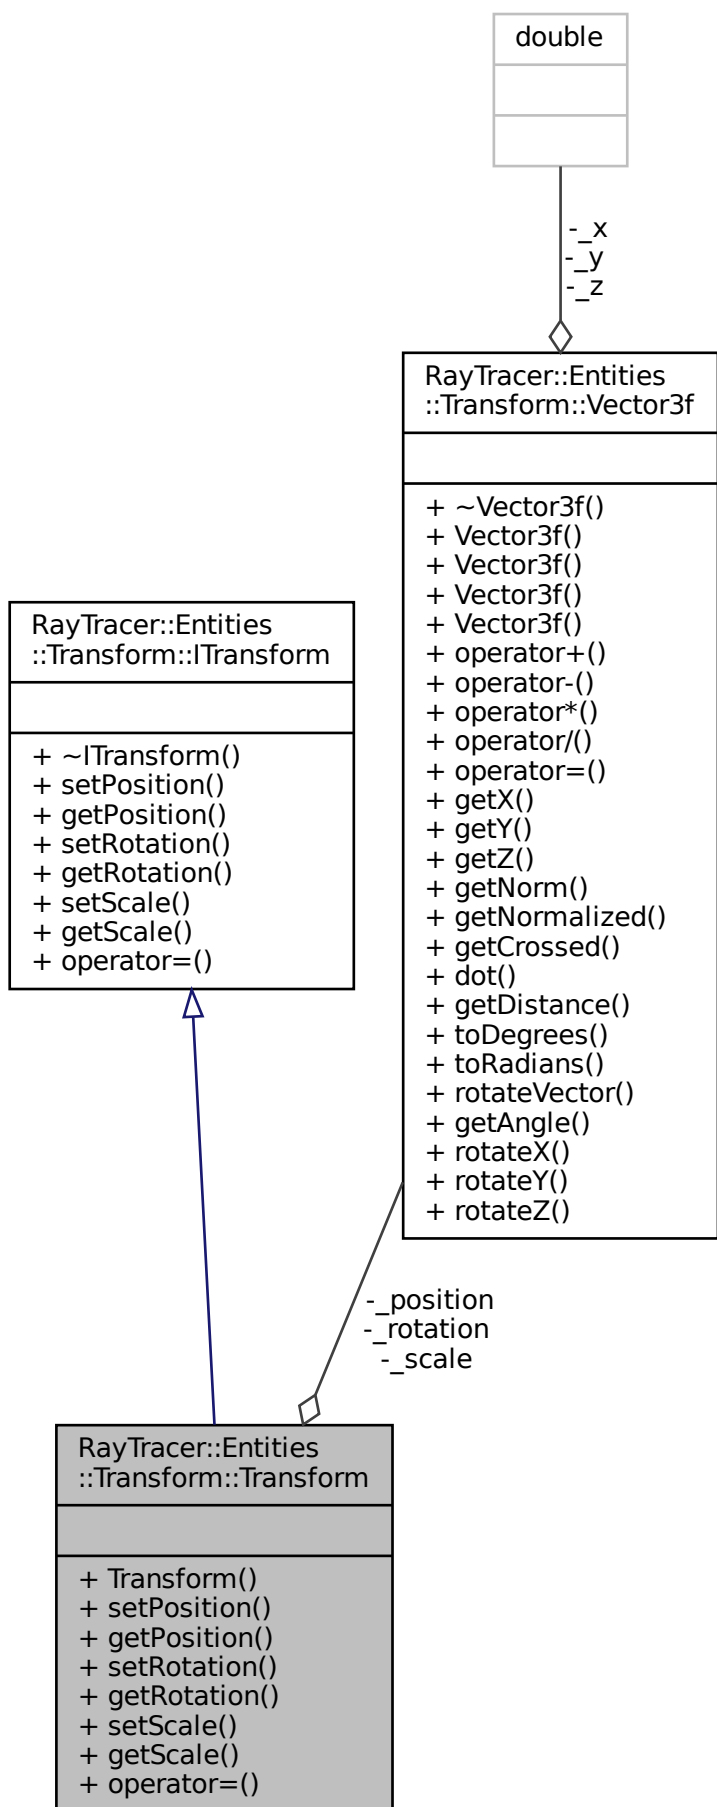 double
-_x
-_y
-_z
RayTracer::Entities
::Transform::Vector3f
+ ~Vector3f()
+ Vector3f()
+ Vector3f()
+ Vector3f()
+ Vector3f()
+ operator+()
+ operator-()
+ operator*()
+ operator/()
+ operator=()
+ getX()
+ getY()
+ getZ()
+ getNorm()
+ getNormalized()
+ getCrossed()
+ dot()
+ getDistance()
+ toDegrees()
+ toRadians()
+ rotateVector()
+ getAngle()
+ rotateX()
+ rotateY()
+ rotateZ()
RayTracer::Entities
::Transform::ITransform
+ ~ITransform()
+ setPosition()
+ getPosition()
+ setRotation()
+ getRotation()
+ setScale()
+ getScale()
+ operator=()
-_position
-_rotation
-_scale
RayTracer::Entities
::Transform::Transform
+ Transform()
+ setPosition()
+ getPosition()
+ setRotation()
+ getRotation()
+ setScale()
+ getScale()
+ operator=()